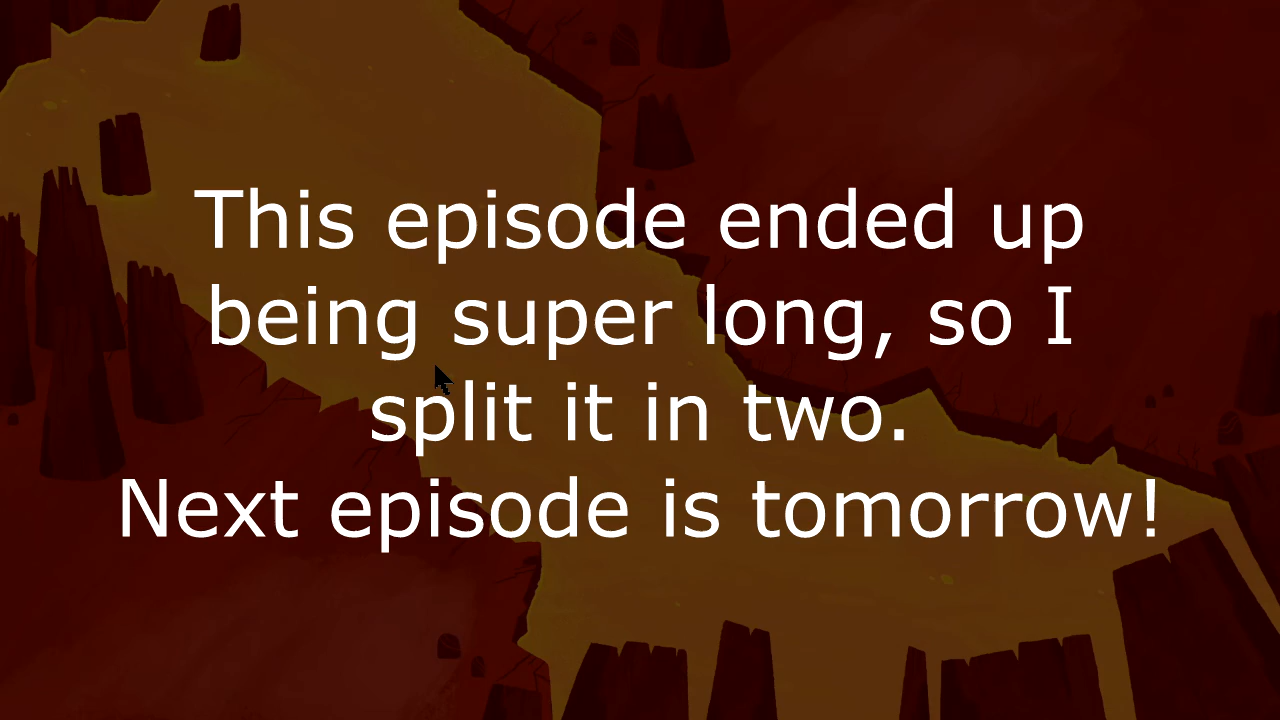 This episode ended up
being super long, so I
split it in two.
Next episode is tomorrow!